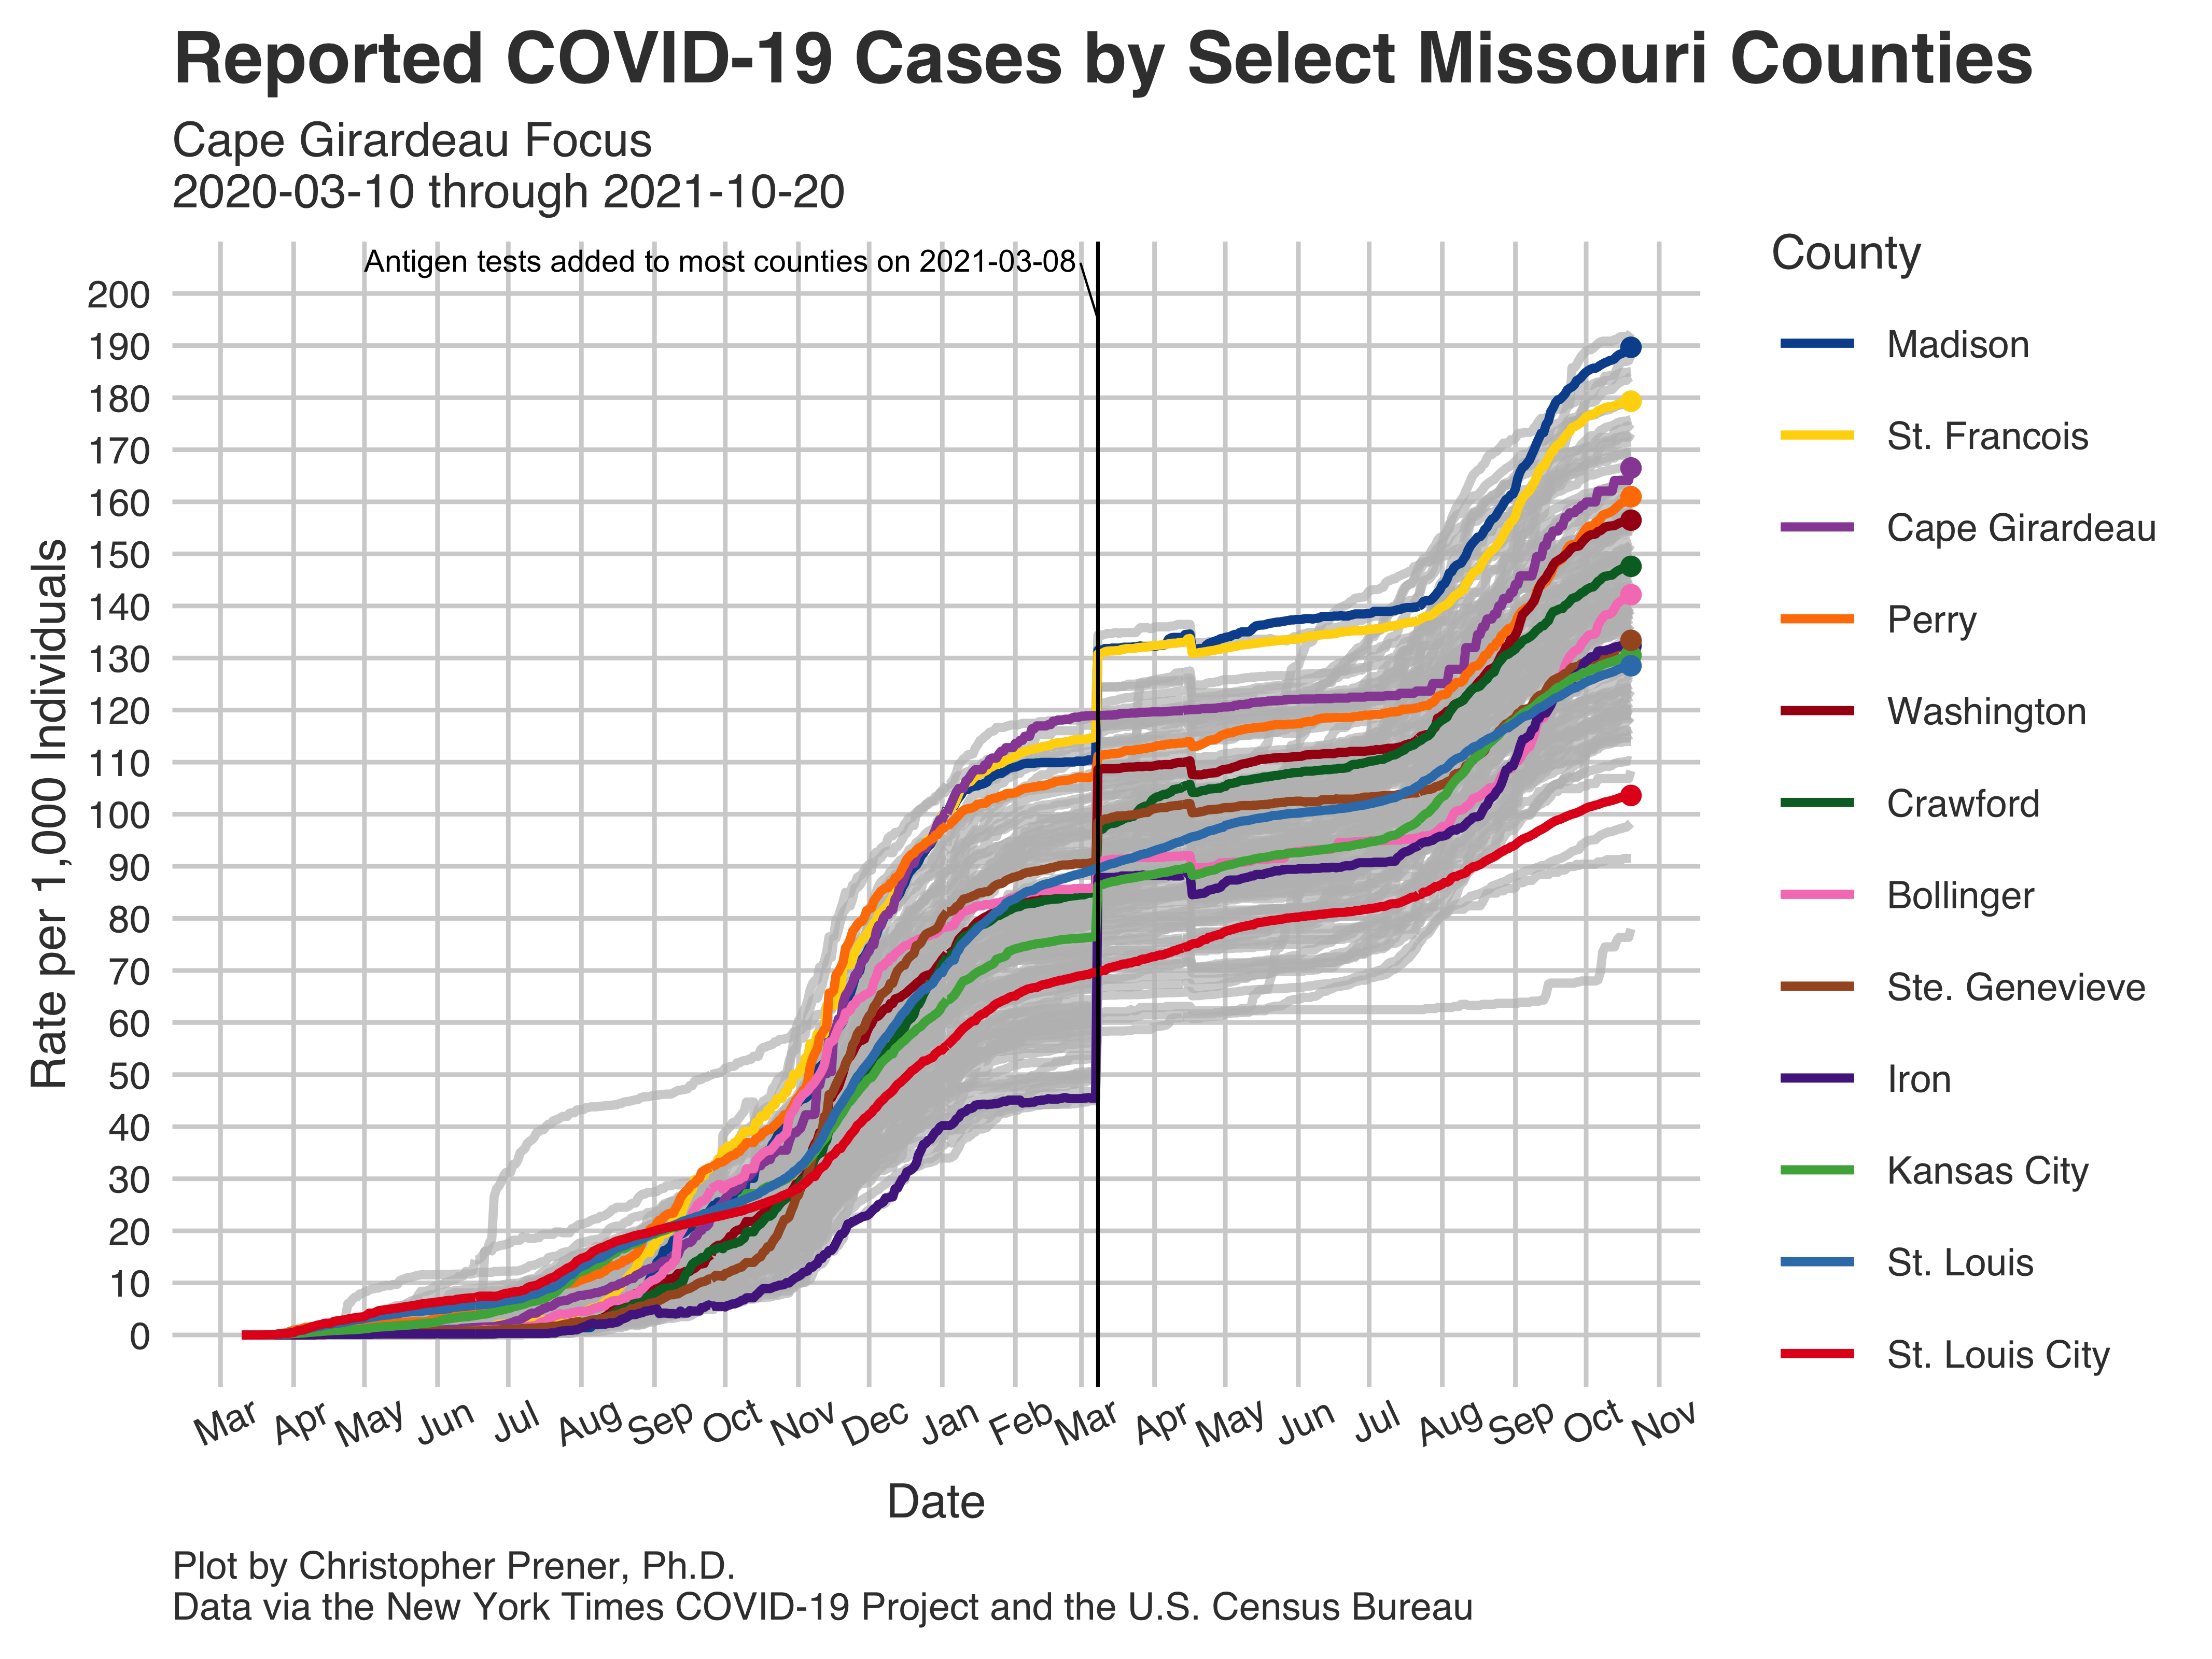 Reported COVID-19 Cases by Select Missouri Counties
Cape Girardeau Focus
2020-03-10 through 2021-10-20
Antigen tests added to most counties on 2021-03-08
County
Madison
St. Francois
Cape Girardeau
Perry
Washington
Crawford
Bollinger
Ste. Genevieve
Iron
Kansas City
St. Louis
St. Louis City
Rate per 1,000 Individuals
200
190
180
170
160
150
140
130
120
110
100
90
80
70
60
50
40
30
20
10
0
Mar Apr May Jun Jul Aug Sep Oct Nov Dec Jan Feb Mar Apr May Jun Jul Aug Sep Oct Nov
Date
Plot by Christopher Prener, Ph.D.
Data via the New York Times COVID-19 Project and the U.S. Census Bureau